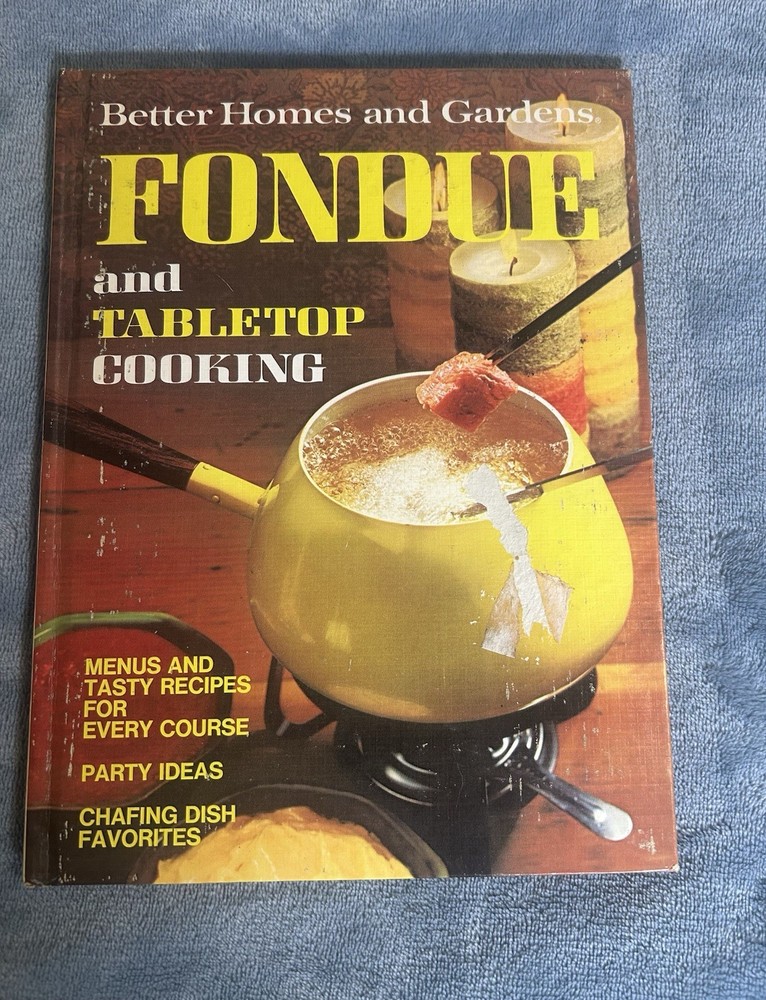 Better Homes and Gardens®
FONDUE
and
TABLETOP
COOKING
MENUS AND
TASTY RECIPES
FOR
EVERY COURSE
PARTY IDEAS
CHAFING DISH
FAVORITES